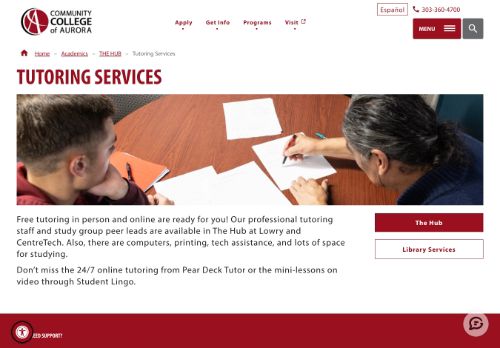 COMMUNITY
COLLEGE
of AURORA
Español
303-360-4700
Apply
Get Info
Programs
Visit
MENU
Home
Academics
THE HUB
Tutoring Services
TUTORING SERVICES
Free tutoring in person and online are ready for you! Our professional tutoring
staff and study group peer leads are available in The Hub at Lowry and
CentreTech. Also, there are computers, printing, tech assistance, and lots of space
for studying.
Don't miss the 24/7 online tutoring from Pear Deck Tutor or the mini-lessons on
video through Student Lingo.
The Hub
Library Services
EED SUPPORT?